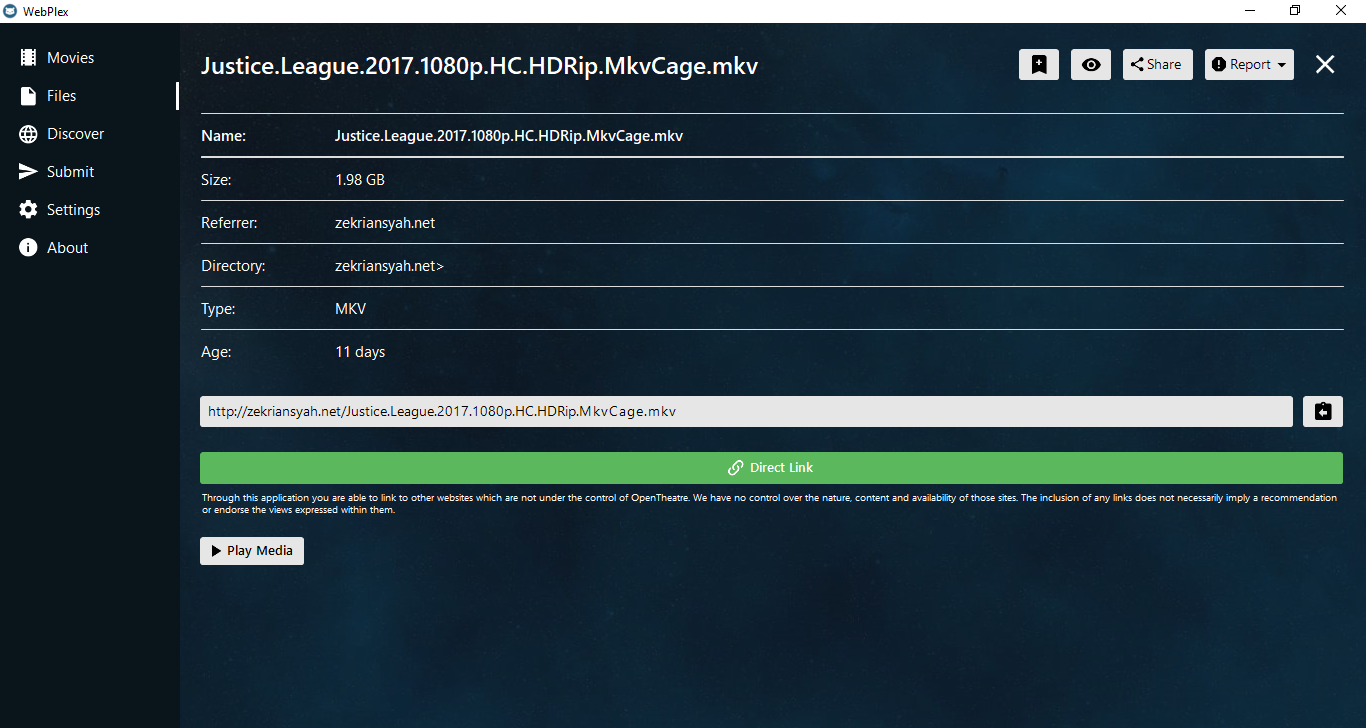 WebPlex
Movies
Files
Discover
Submit
Settings
About
Justice.League.2017.1080p.HC.HDRip.MkvCage.mkv
Share
Report
Name: Justice.League.2017.1080p.HC.HDRip.MkvCage.mkv
Size: 1.98 GB
Referrer: zekriansyah.net
Directory: zekriansyah.net>
Type: MKV
Age: 11 days
http://zekriansyah.net/Justice.League.2017.1080p.HC.HDRip.MkvCage.mkv
Direct Link
Through this application you are able to link to other websites which are not under the control of OpenTheatre. We have no control over the nature, content and availability of those sites. The inclusion of any links does not necessarily imply a recommendation
or endorse the views expressed within them.
Play Media